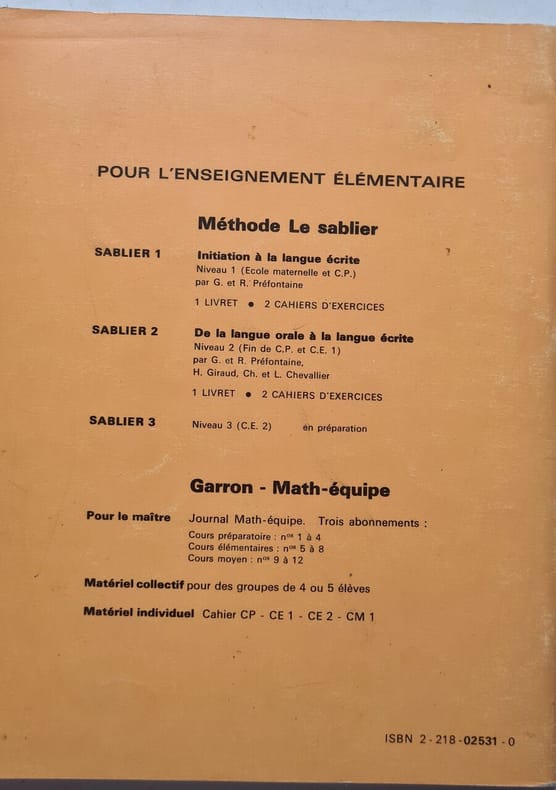 POUR L'ENSEIGNEMENT ÉLÉMENTAIRE
Méthode Le sablier
SABLIER 1 Initiation à la langue écrite
Niveau 1 (Ecole maternelle et C.P.)
par G. et R. Préfontaine
1 LIVRET ● 2 CAHIERS D'EXERCICES
SABLIER 2 De la langue orale à la langue écrite
Niveau 2 (Fin de C.P. et C.E. 1)
par G. et R. Préfontaine,
H. Giraud, Ch. et L. Chevallier
1 LIVRET ● 2 CAHIERS D'EXERCICES
SABLIER 3 Niveau 3 (C.E. 2) en préparation
Garron - Math-équipe
Pour le maître Journal Math-équipe. Trois abonnements :
Cours préparatoire : nos 1 à 4
Cours élémentaires : nos 5 à 8
Cours moyen : nos 9 à 12
Matériel collectif pour des groupes de 4 ou 5 élèves
Matériel individuel Cahier CP - CE 1 - CE 2 - CM 1
ISBN 2-218-02531-0